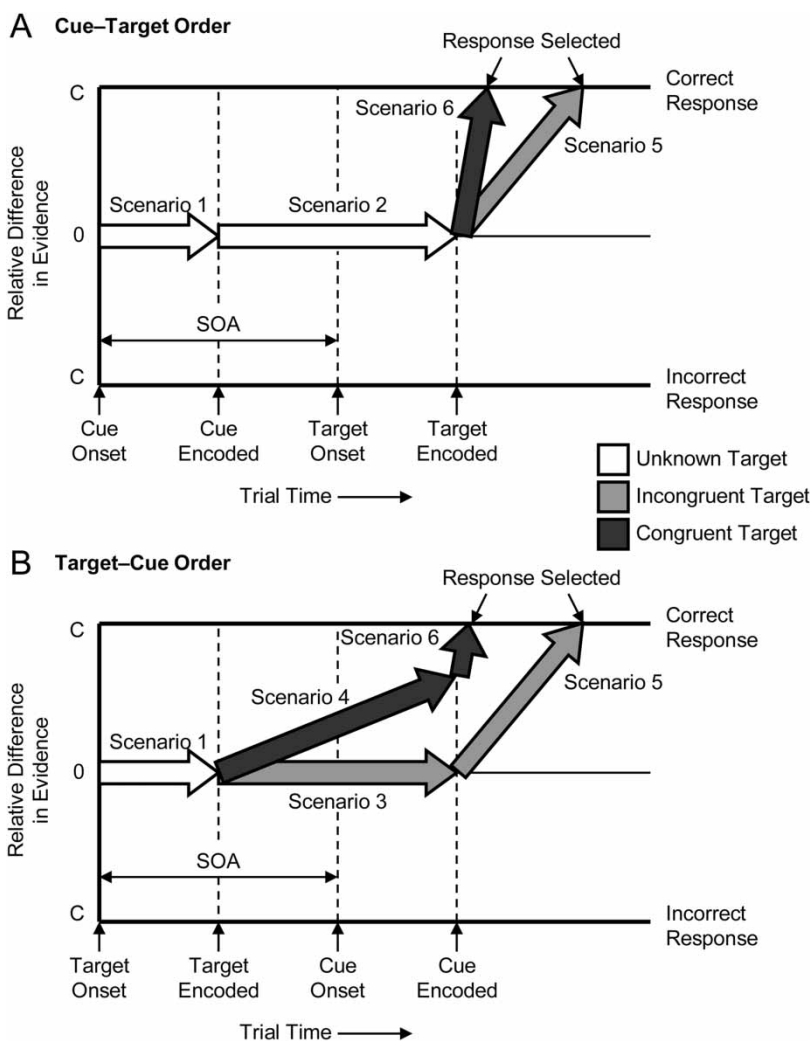 A Cue–Target Order
Response Selected
C
Correct
Response
Scenario 6
Scenario 5
Scenario 1
Scenario 2
0
Relative Difference
in Evidence
SOA
C
Incorrect
Response
Cue
Onset
Cue
Encoded
Target
Onset
Target
Encoded
Trial Time
Unknown Target
Incongruent Target
Congruent Target
B Target–Cue Order
Response Selected
C
Correct
Response
Scenario 6
Scenario 5
Scenario 4
Scenario 1
0
Scenario 3
Relative Difference
in Evidence
SOA
C
Incorrect
Response
Target
Onset
Target
Encoded
Cue
Onset
Cue
Encoded
Trial Time